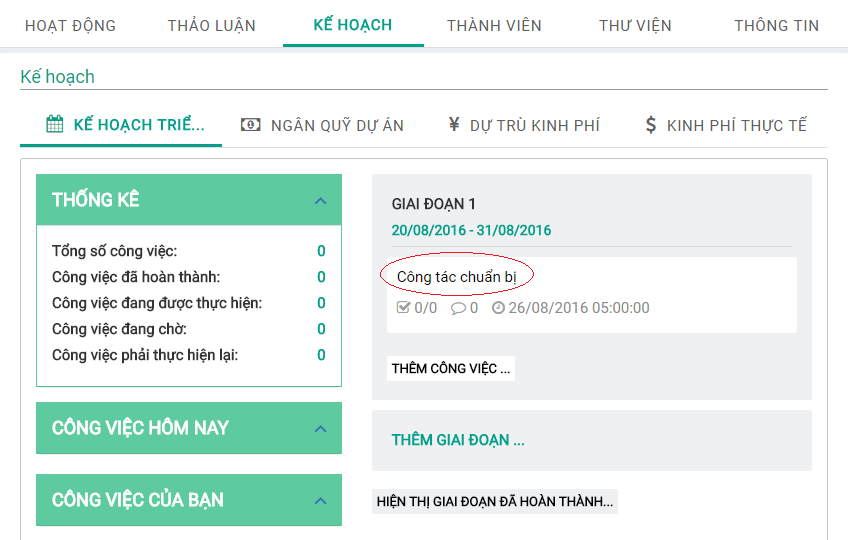 HOẠT ĐỘNG THẢO LUẬN KẾ HOẠCH THÀNH VIÊN THƯ VIỆN THÔNG TIN
Kế hoạch
KẾ HOẠCH TRIỂ... NGÂN QUỸ DỰ ÁN ¥ DỰ TRÙ KINH PHÍ $ KINH PHÍ THỰC TẾ
THỐNG KÊ
Tổng số công việc: 0
Công việc đã hoàn thành: 0
Công việc đang được thực hiện: 0
Công việc đang chờ: 0
Công việc phải thực hiện lại: 0
CÔNG VIỆC HÔM NAY
CÔNG VIỆC CỦA BẠN
GIAI ĐOẠN 1
20/08/2016 - 31/08/2016
Công tác chuẩn bị
0/0 0 26/08/2016 05:00:00
THÊM CÔNG VIỆC ...
THÊM GIAI ĐOẠN ...
HIỆN THỊ GIAI ĐOẠN ĐÃ HOÀN THÀNH...